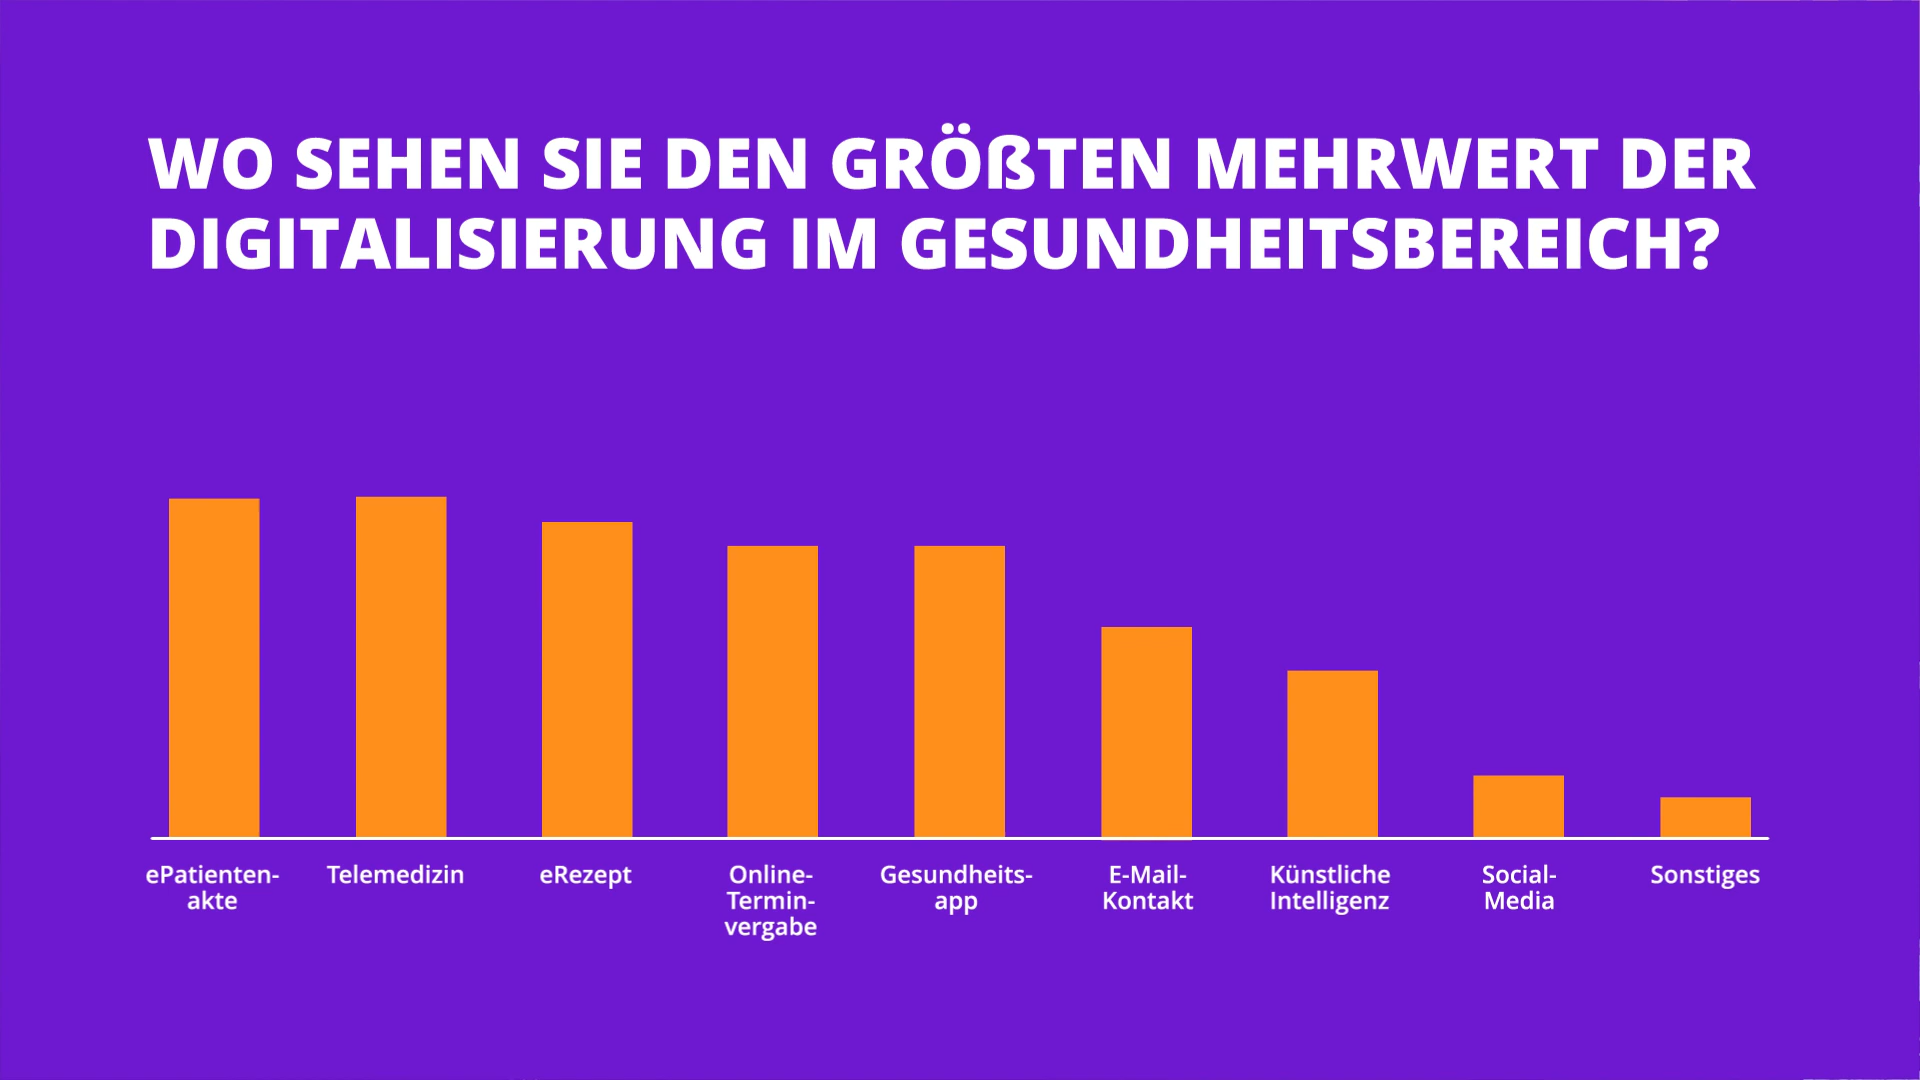 WO SEHEN SIE DEN GRÖßTEN MEHRWERT DER
DIGITALISIERUNG IM GESUNDHEITSBEREICH?
ePatienten-
akte
Telemedizin
eRezept
Online-
Termin-
vergabe
Gesundheits-
app
E-Mail-
Kontakt
Künstliche
Intelligenz
Social-
Media
Sonstiges